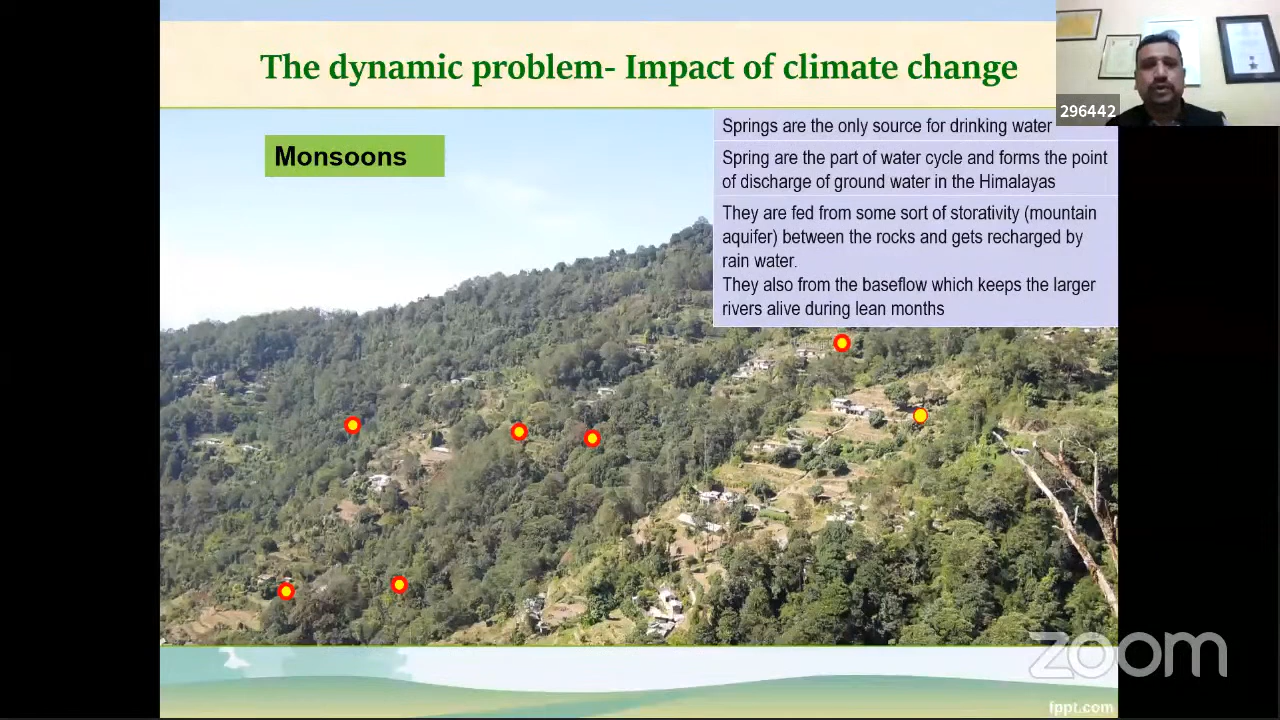 The dynamic problem- Impact of climate change
296442
Monsoons
Springs are the only source for drinking water
Spring are the part of water cycle and forms the point
of discharge of ground water in the Himalayas
They are fed from some sort of storativity (mountain
aquifer) between the rocks and gets recharged by
rain water.
They also from the baseflow which keeps the larger
rivers alive during lean months
zoom
fppt.com